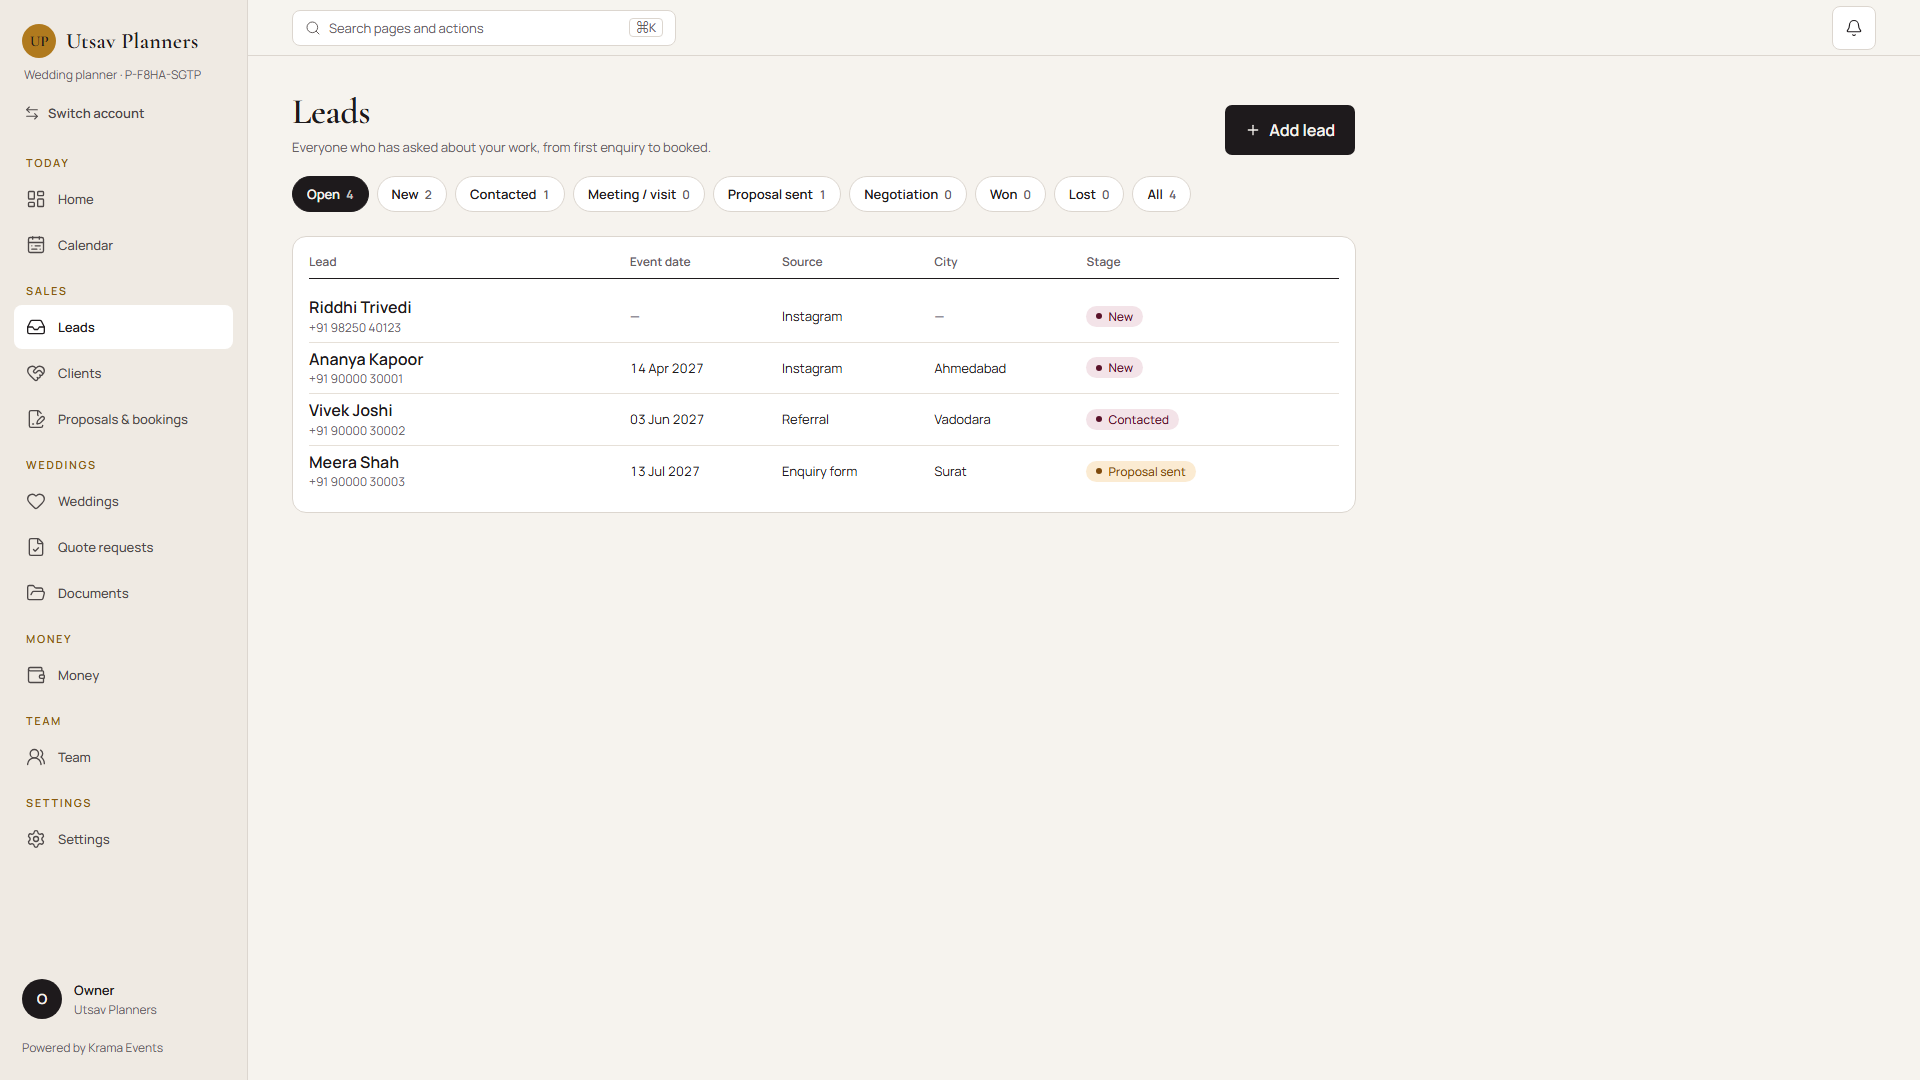 UP Utsav Planners
Wedding planner · P-F8HA-SGTP
Switch account
TODAY
Home
Calendar
SALES
Leads
Clients
Proposals & bookings
WEDDINGS
Weddings
Quote requests
Documents
MONEY
Money
TEAM
Team
SETTINGS
Settings
O Owner
Utsav Planners
Powered by Krama Events
Search pages and actions ⌘K
Leads
Everyone who has asked about your work, from first enquiry to booked.
+ Add lead
Open 4 New 2 Contacted 1 Meeting / visit 0 Proposal sent 1 Negotiation 0 Won 0 Lost 0 All 4
Lead Event date Source City Stage
Riddhi Trivedi
+91 98250 40123
– Instagram – New
Ananya Kapoor
+91 90000 30001
14 Apr 2027 Instagram Ahmedabad New
Vivek Joshi
+91 90000 30002
03 Jun 2027 Referral Vadodara Contacted
Meera Shah
+91 90000 30003
13 Jul 2027 Enquiry form Surat Proposal sent